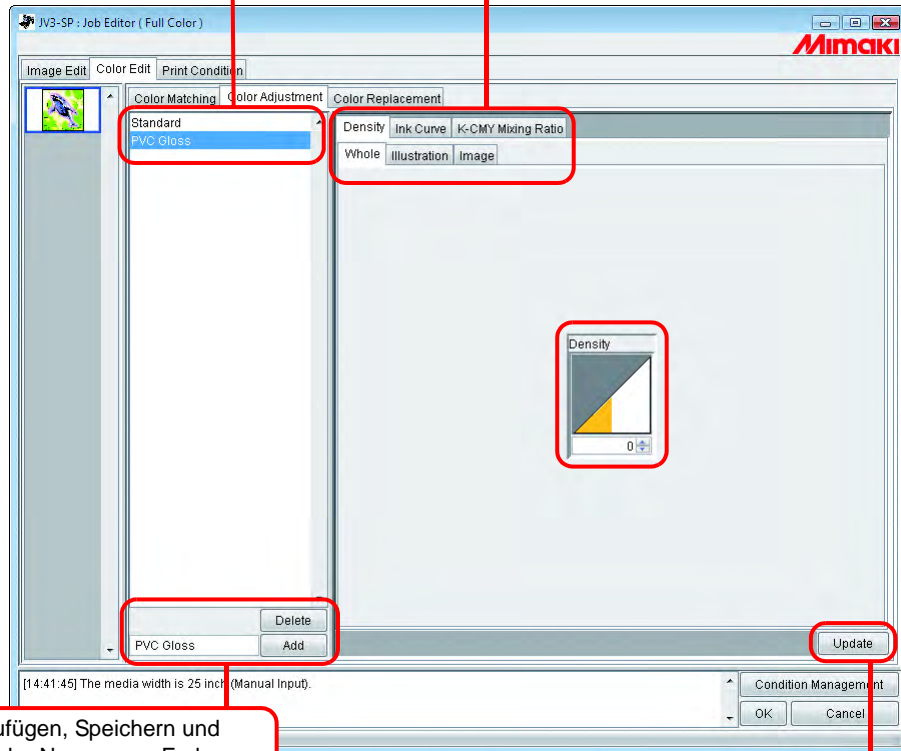 JV3-SP : Job Editor ( Full Color )
Mimaki
Image Edit Color Edit Print Condition
Color Matching Color Adjustment Color Replacement
Standard
PVC Gloss
Density Ink Curve K-CMY Mixing Ratio
Whole Illustration Image
Density
0
Delete
PVC Gloss Add
Update
[14:41:45] The media width is 25 inch (Manual Input).
Condition Management
OK Cancel
ufügen, Speichern und